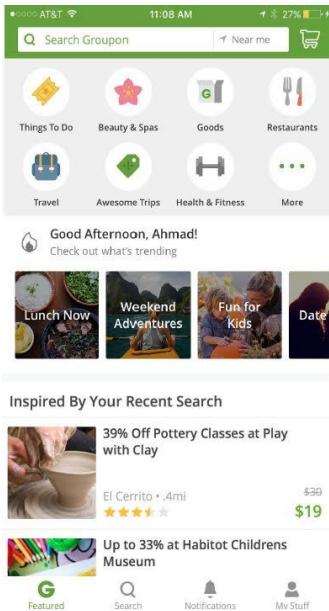 AT&T 11:08 AM 27%
Search Groupon Near me
Things To Do Beauty & Spas Goods Restaurants
Travel Awesome Trips Health & Fitness More
Good Afternoon, Ahmad!
Check out what's trending
Lunch Now
Weekend
Adventures
Fun for
Kids
Date
Inspired By Your Recent Search
39% Off Pottery Classes at Play
with Clay
El Cerrito • .4mi $30
$19
Up to 33% at Habitot Childrens
Museum
G
Featured Search Notifications My Stuff